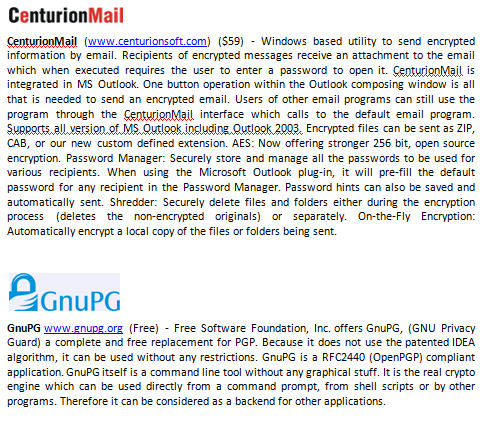 CenturionMail
CenturionMail (www.centurionsoft.com) ($59) - Windows based utility to send encrypted
information by email. Recipients of encrypted messages receive an attachment to the email
which when executed requires the user to enter a password to open it. CenturionMail is
integrated in MS Outlook. One button operation within the Outlook composing window is all
that is needed to send an encrypted email. Users of other email programs can still use the
program through the CenturionMail interface which calls to the default email program.
Supports all version of MS Outlook including Outlook 2003. Encrypted files can be sent as ZIP,
CAB, or our new custom defined extension. AES: Now offering stronger 256 bit, open source
encryption. Password Manager: Securely store and manage all the passwords to be used for
various recipients. When using the Microsoft Outlook plug-in, it will pre-fill the default
password for any recipient in the Password Manager. Password hints can also be saved and
automatically sent. Shredder: Securely delete files and folders either during the encryption
process (deletes the non-encrypted originals) or separately. On-the-Fly Encryption:
Automatically encrypt a local copy of the files or folders being sent.
GnuPG
GnuPG www.gnupg.org (Free) - Free Software Foundation, Inc. offers GnuPG, (GNU Privacy
Guard) a complete and free replacement for PGP. Because it does not use the patented IDEA
algorithm, it can be used without any restrictions. GnuPG is a RFC2440 (OpenPGP) compliant
application. GnuPG itself is a command line tool without any graphical stuff. It is the real crypto
engine which can be used directly from a command prompt, from shell scripts or by other
programs. Therefore it can be considered as a backend for other applications.